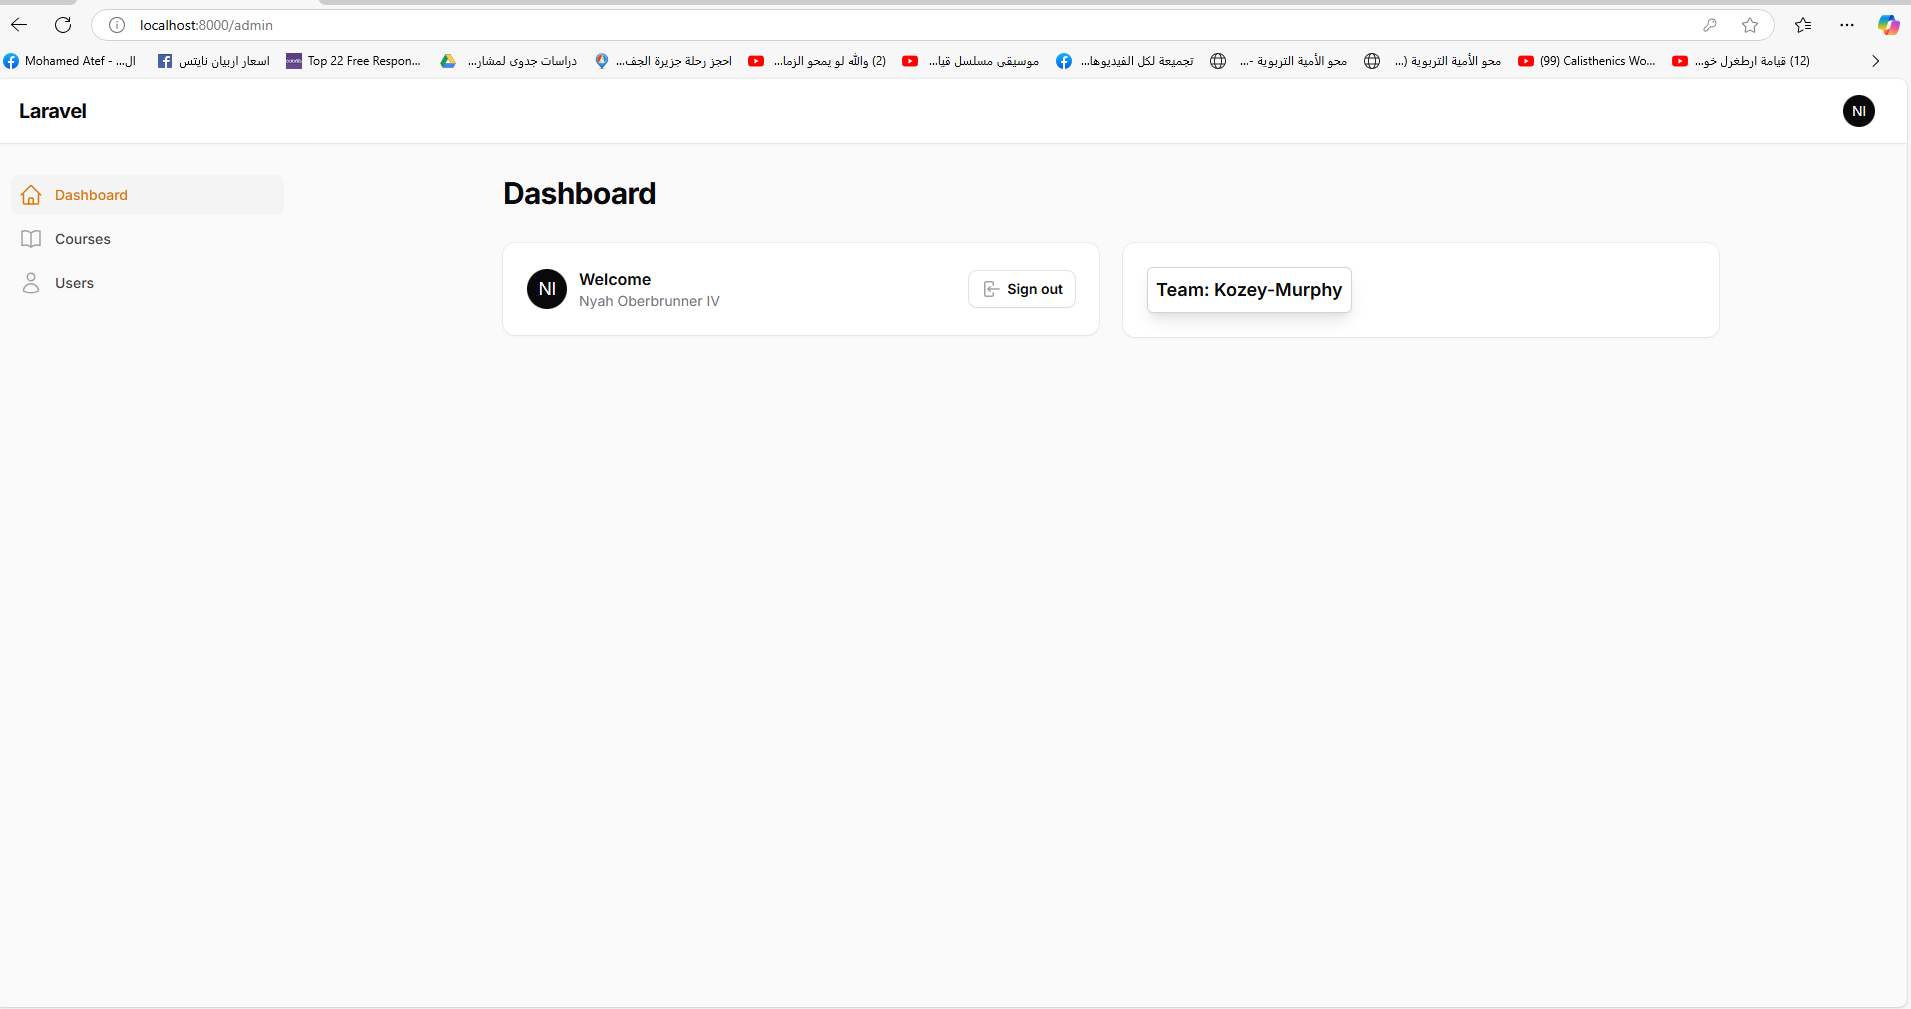 localhost:8000/admin
Mohamed Atef - ال...
اسعار اربيان نايتس
Top 22 Free Respon...
دراسات جدوى لمشار...
احجز رحلة جزيرة الجف...
(2) والله لو يمحو الزما...
موسيقى مسلسل قيا...
تجميعة لكل الفيديوها...
محو الأمية التربوية -...
محو الأمية التربوية (...
(99) Calisthenics Wo...
(12) قيامة ارطغرل خو...
Laravel
NI
Dashboard
Courses
Users
Dashboard
NI
Welcome
Nyah Oberbrunner IV
Sign out
Team: Kozey-Murphy